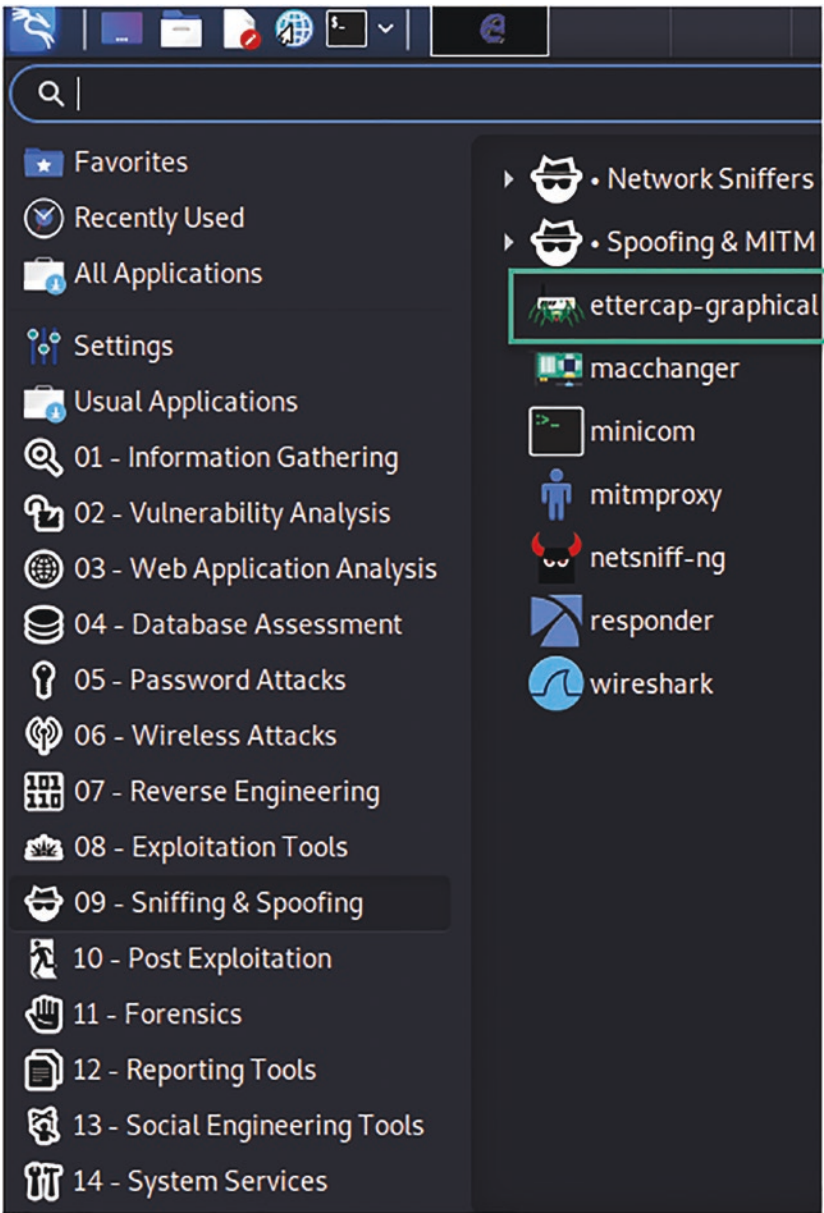 $_
Favorites
Recently Used
All Applications
Settings
Usual Applications
01 - Information Gathering
02 - Vulnerability Analysis
03 - Web Application Analysis
04 - Database Assessment
05 - Password Attacks
06 - Wireless Attacks
07 - Reverse Engineering
08 - Exploitation Tools
09 - Sniffing & Spoofing
10 - Post Exploitation
11 - Forensics
12 - Reporting Tools
13 - Social Engineering Tools
14 - System Services
• Network Sniffers
• Spoofing & MITM
ettercap-graphical
macchanger
minicom
mitmproxy
netsniff-ng
responder
wireshark
101
110
>_